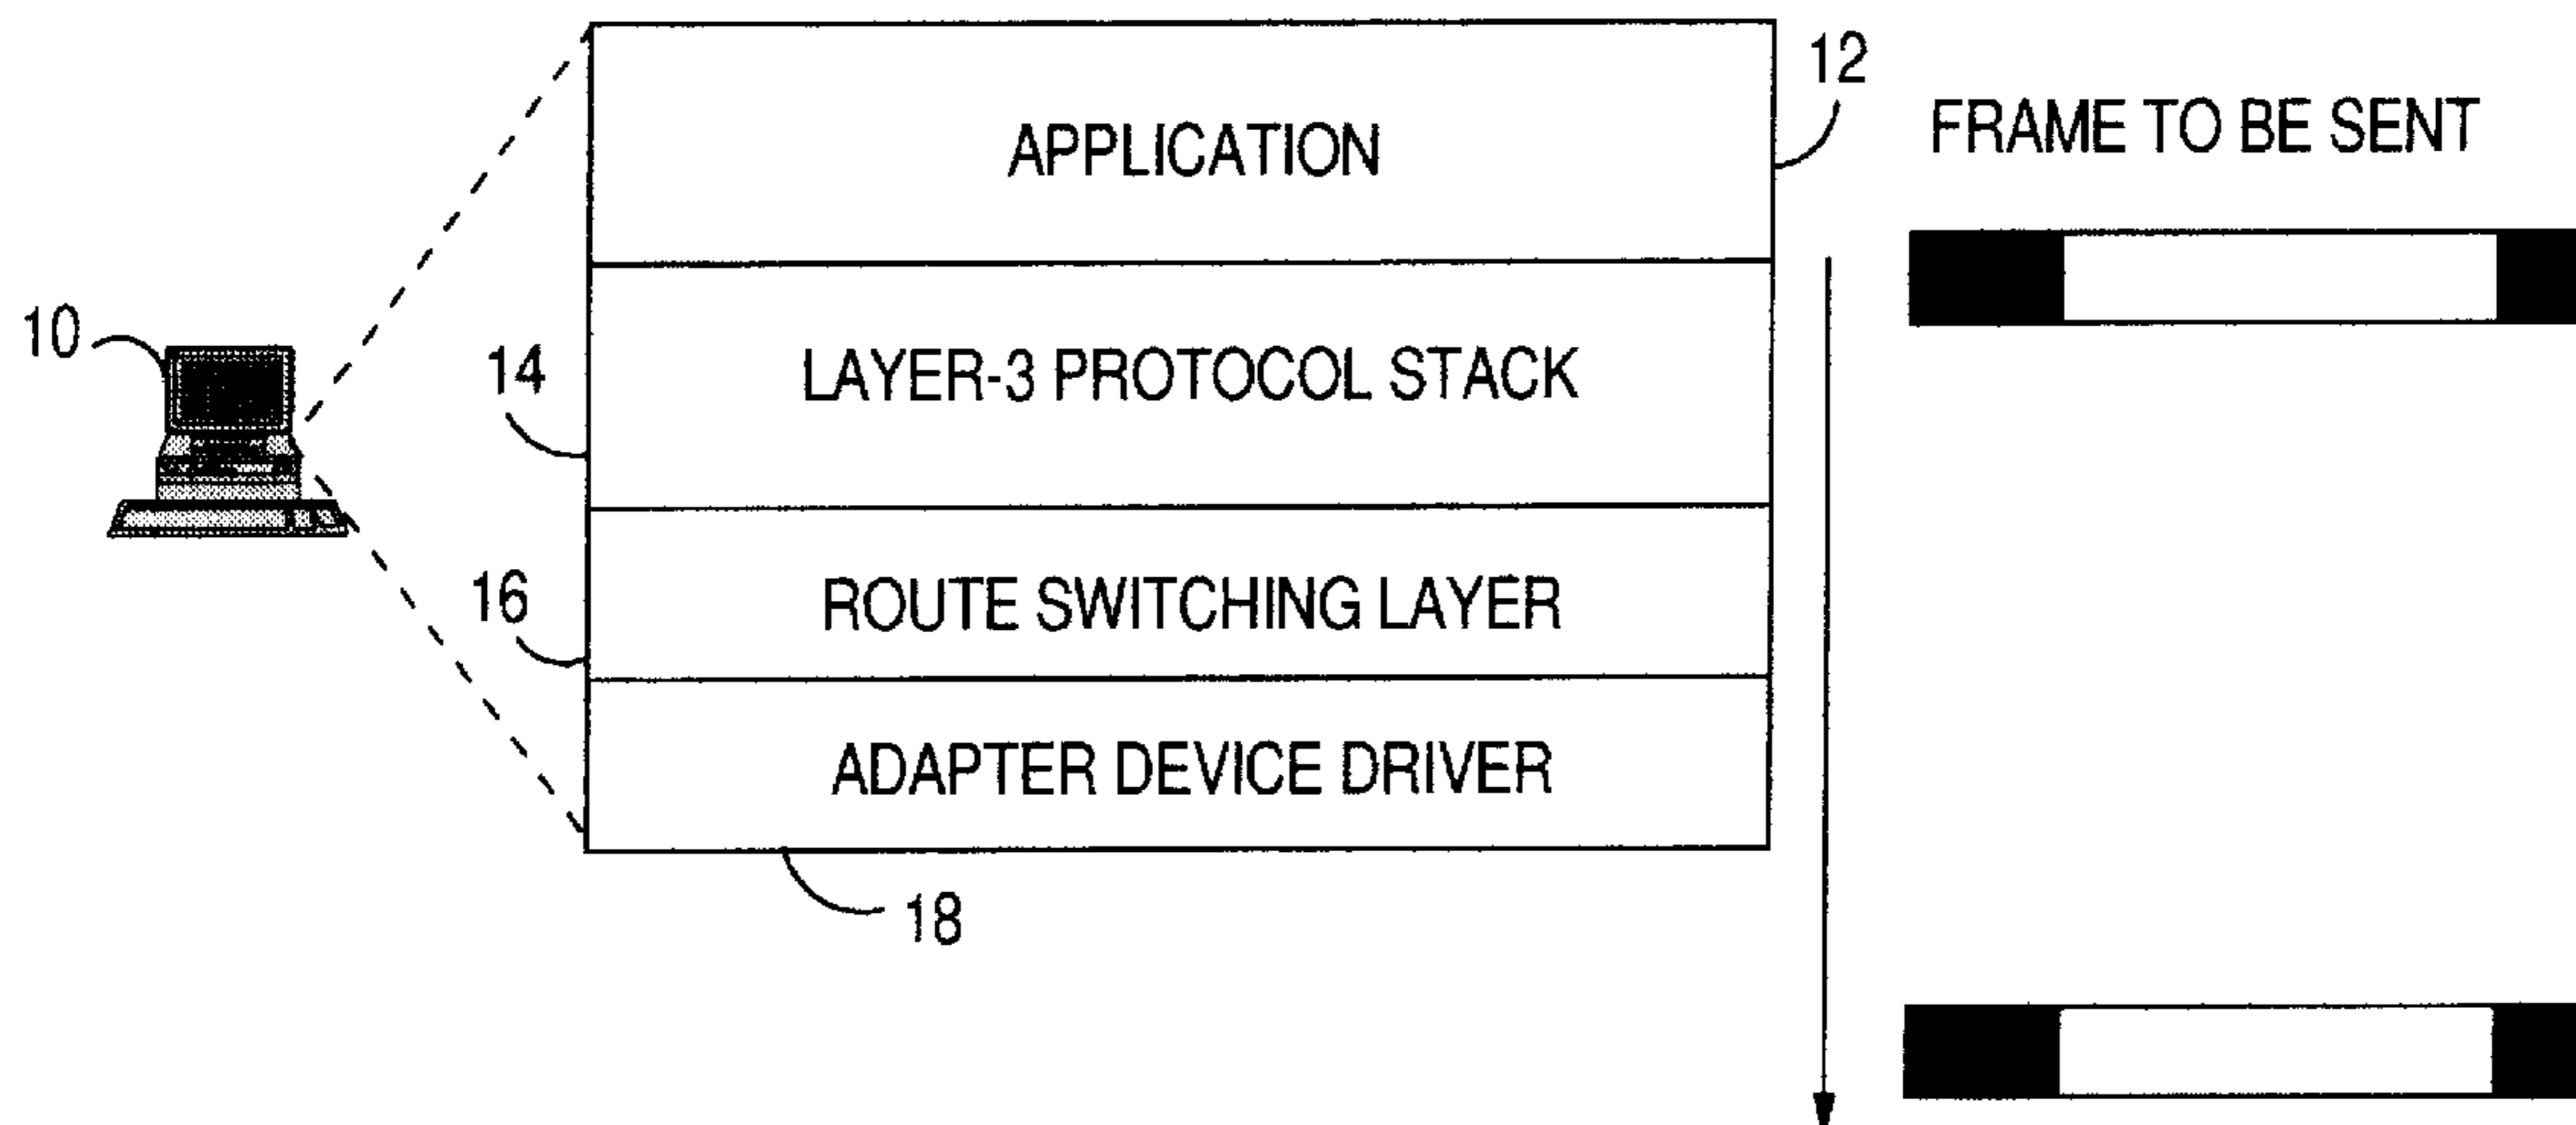 12
FRAME TO BE SENT
APPLICATION
10
14
LAYER-3 PROTOCOL STACK
16
ROUTE SWITCHING LAYER
ADAPTER DEVICE DRIVER
18